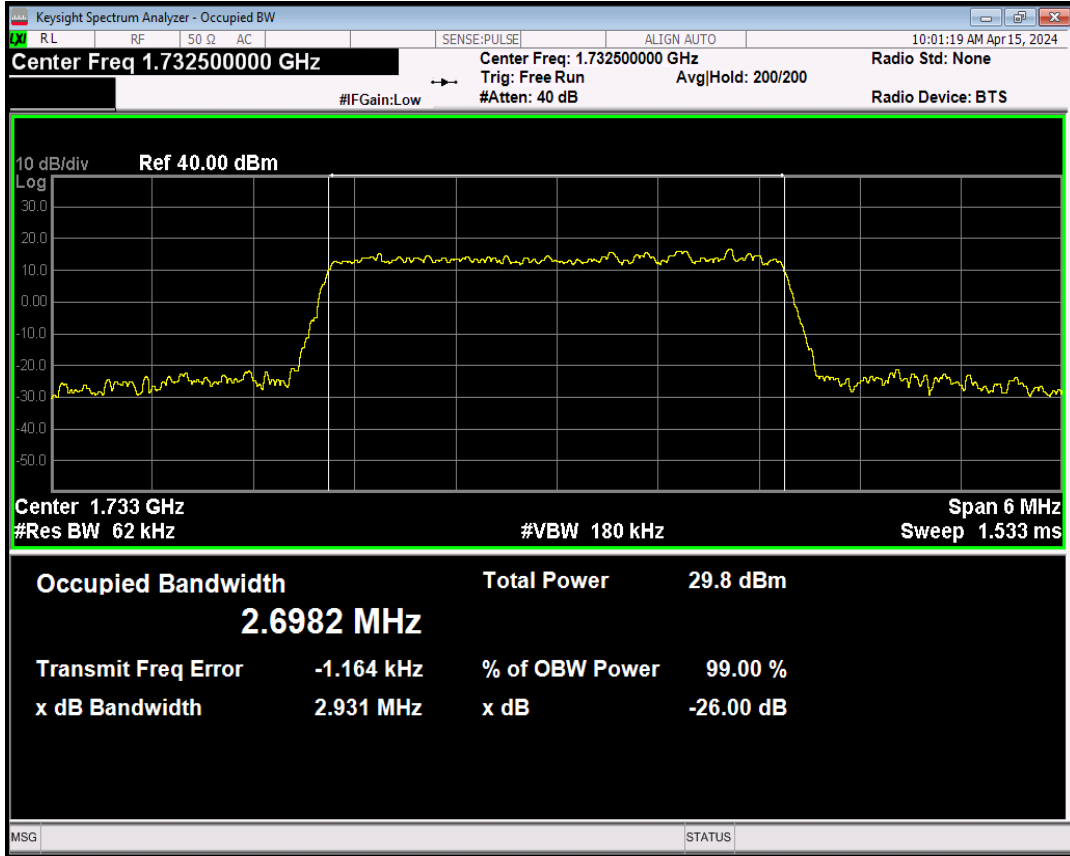 Keysight Spectrum Analyzer - Occupied BW
LXI RL RF 50 Ω AC SENSE:PULSE ALIGN AUTO 10:01:19 AM Apr 15, 2024
Center Freq 1.732500000 GHz Center Freq: 1.732500000 GHz Radio Std: None
Trig: Free Run Avg|Hold: 200/200
#IFGain:Low #Atten: 40 dB Radio Device: BTS
10 dB/div Ref 40.00 dBm
Log
30.0
20.0
10.0
0.00
-10.0
-20.0
-30.0
-40.0
-50.0
Center 1.733 GHz Span 6 MHz
#Res BW 62 kHz #VBW 180 kHz Sweep 1.533 ms
Occupied Bandwidth Total Power 29.8 dBm
2.6982 MHz
Transmit Freq Error -1.164 kHz % of OBW Power 99.00 %
x dB Bandwidth 2.931 MHz x dB -26.00 dB
MSG STATUS